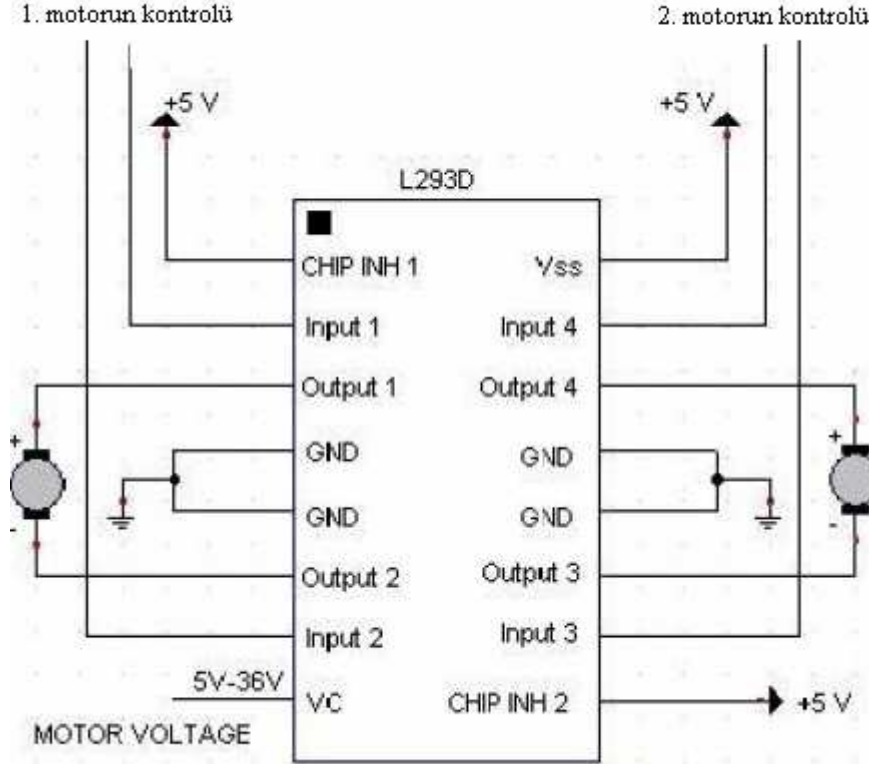 1. motorun kontrolü
2. motorun kontrolü
+5 V
+5 V
L293D
CHIP INH 1
Vss
Input 1
Input 4
Output 1
Output 4
+
+
GND
GND
GND
GND
-
-
Output 2
Output 3
Input 2
Input 3
5V-36V
VC
CHIP INH 2
+5 V
MOTOR VOLTAGE